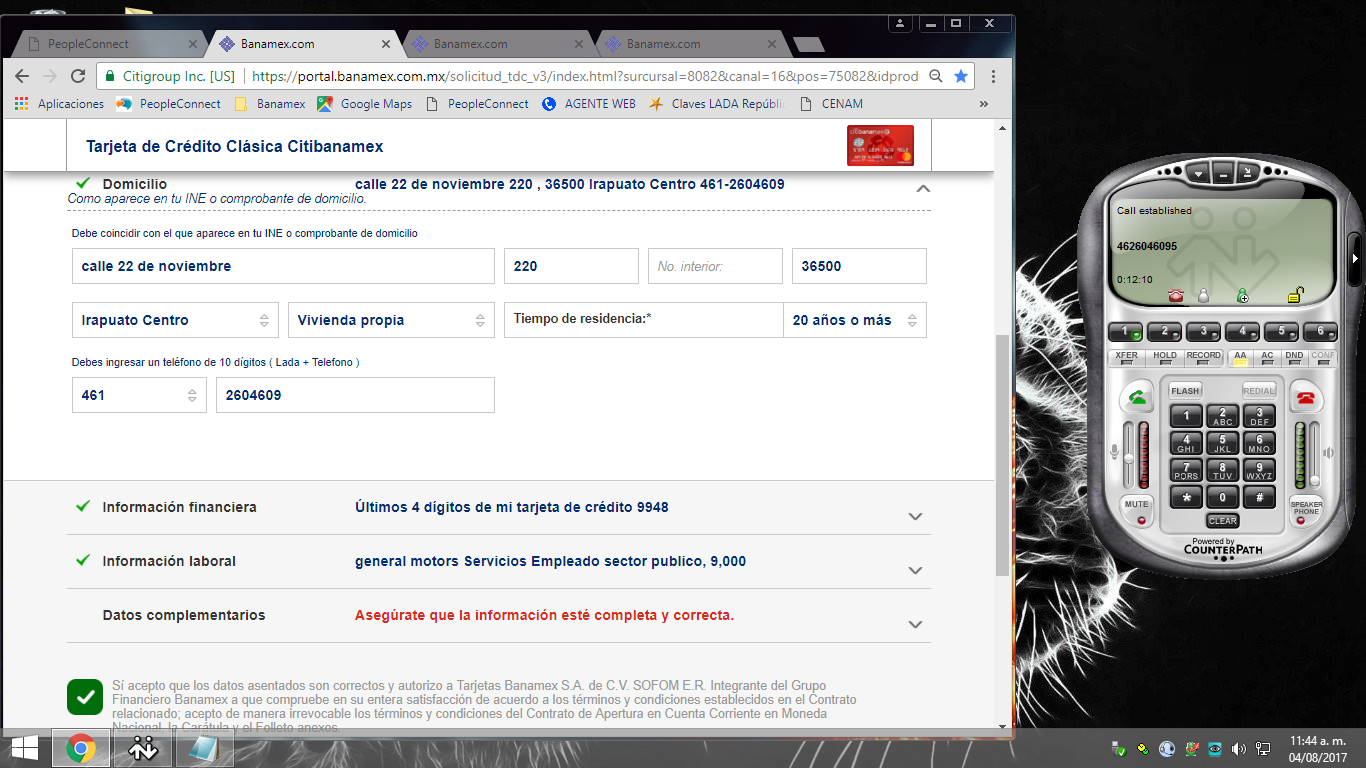 PeopleConnect
Banamex.com
Banamex.com
Banamex.com
Citigroup Inc. [US]
https://portal.banamex.com.mx/solicitud_tdc_v3/index.html?surcursal=8082&canal=16&pos=75082&idprod
Aplicaciones
PeopleConnect
Banamex
Google Maps
PeopleConnect
AGENTE WEB
Claves LADA Repúblic
CENAM
»
Tarjeta de Crédito Clásica Citibanamex
Domicilio
calle 22 de noviembre 220 , 36500 Irapuato Centro 461-2604609
Como aparece en tu INE o comprobante de domicilio.
Debe coincidir con el que aparece en tu INE o comprobante de domicilio
calle 22 de noviembre
220
No. interior:
36500
Irapuato Centro
Vivienda propia
Tiempo de residencia:*
20 años o más
Debes ingresar un teléfono de 10 dígitos ( Lada + Telefono )
461
2604609
Información financiera
Últimos 4 dígitos de mi tarjeta de crédito 9948
Información laboral
general motors Servicios Empleado sector publico, 9,000
Datos complementarios
Asegúrate que la información esté completa y correcta.
Sí acepto que los datos asentados son correctos y autorizo a Tarjetas Banamex S.A. de C.V. SOFOM E.R. Integrante del Grupo
Financiero Banamex a que compruebe en su entera satisfacción de acuerdo a los términos y condiciones establecidos en el Contrato
relacionado; acepto de manera irrevocable los términos y condiciones del Contrato de Apertura en Cuenta Corriente en Moneda
Nacional, la Carátula y el Folleto anexos.
Call established
4626046095
0:12:10
1 2 3 4 5 6
XFER HOLD RECORD AA AC DND CONF
FLASH
REDIAL
1
2 ABC
3 DEF
4 GHI
5 JKL
6 MNO
7 PQRS
8 TUV
9 WXYZ
* 0 #
MUTE
CLEAR
SPEAKER
PHONE
Powered by
COUNTERPATH
11:44 a. m.
04/08/2017